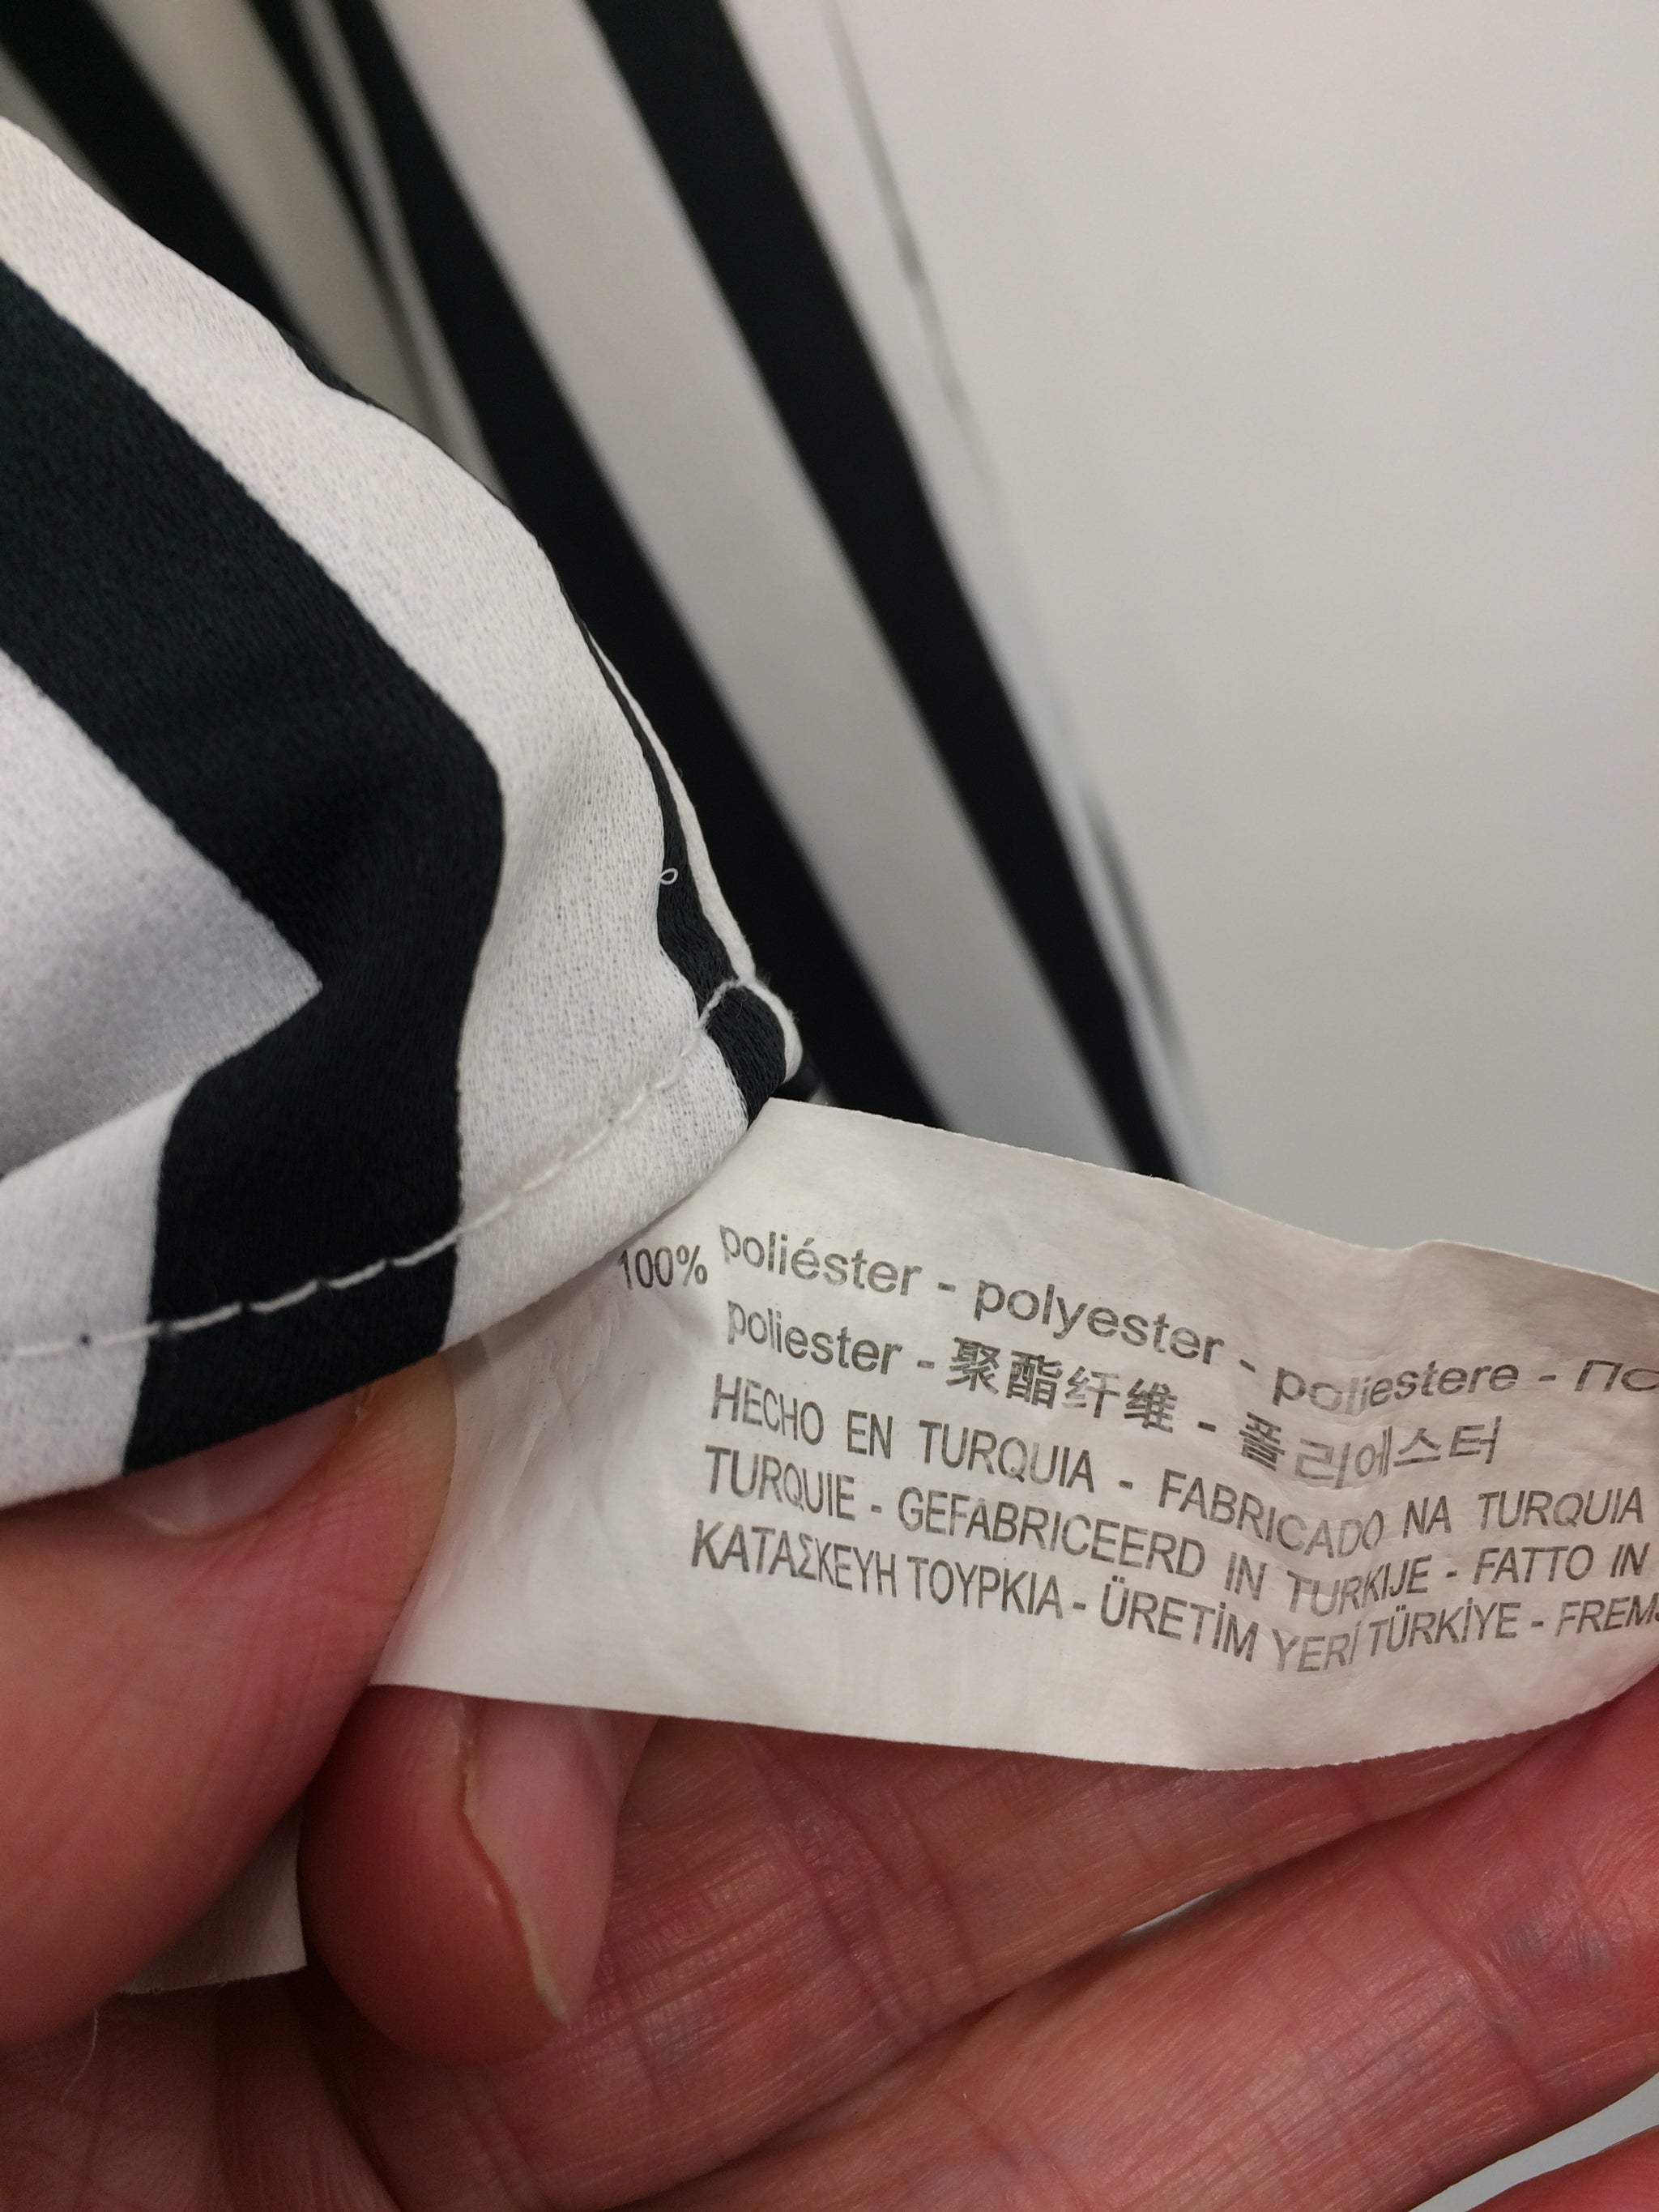 100% poliéster - polyester - poliestere -
poliester - 聚酯纤维 - 폴리에스터
HECHO EN TURQUIA - FABRICADO NA TURQUIA
TURQUIE - GEFABRICEERD IN TURKIJE - FATTO IN
ΚΑΤΑΣΚΕΥΗ ΤΟΥΡΚΙΑ - ÜRETİM YERİ TÜRKİYE -